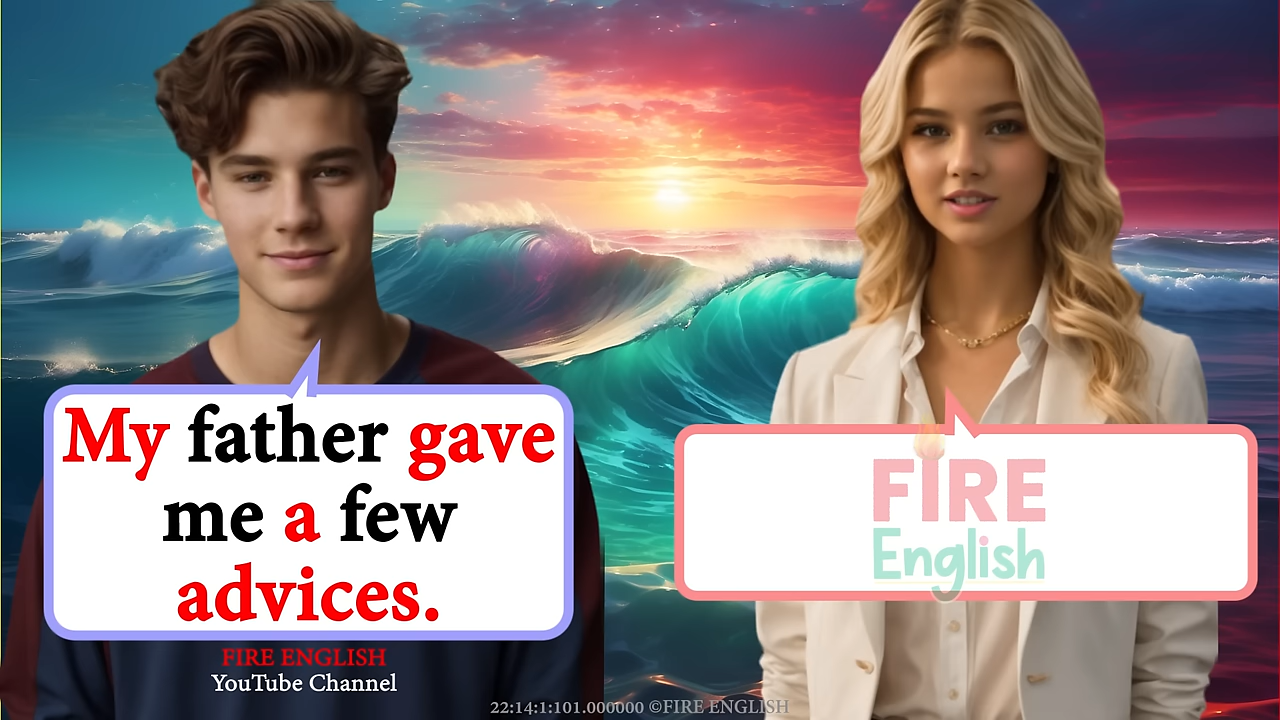 My father gave
me a few
advices.
FIRE
English
FIRE ENGLISH
YouTube Channel
22:14:1:101.000000 ©FIRE ENGLISH